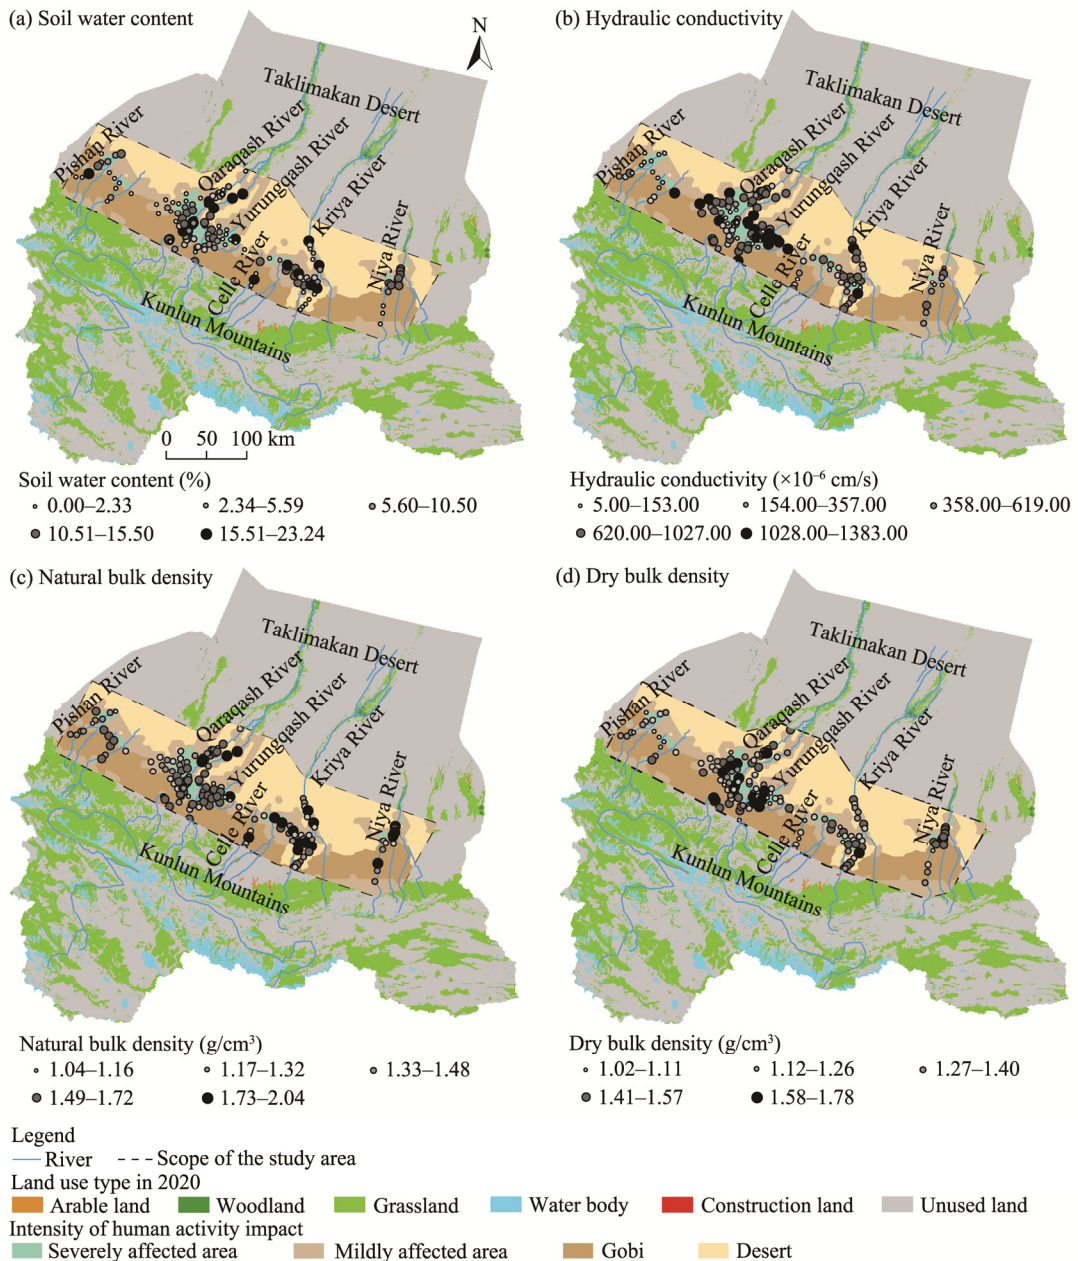 (a) Soil water content
N
Taklimakan Desert
Pishan River
Qaraqash River
Yurungqash River
Kriya River
Niya River
Celle River
Kunlun Mountains
0 50 100 km
Soil water content (%)
0.00–2.33 2.34–5.59 5.60–10.50
10.51–15.50 15.51–23.24
(b) Hydraulic conductivity
Taklimakan Desert
Pishan River
Qaraqash River
Yurungqash River
Kriya River
Niya River
Celle River
Kunlun Mountains
Hydraulic conductivity (×10⁻⁶ cm/s)
5.00–153.00 154.00–357.00 358.00–619.00
620.00–1027.00 1028.00–1383.00
(c) Natural bulk density
Taklimakan Desert
Pishan River
Qaraqash River
Yurungqash River
Kriya River
Niya River
Celle River
Kunlun Mountains
Natural bulk density (g/cm³)
1.04–1.16 1.17–1.32 1.33–1.48
1.49–1.72 1.73–2.04
(d) Dry bulk density
Taklimakan Desert
Pishan River
Qaraqash River
Yurungqash River
Kriya River
Niya River
Celle River
Kunlun Mountains
Dry bulk density (g/cm³)
1.02–1.11 1.12–1.26 1.27–1.40
1.41–1.57 1.58–1.78
Legend
River Scope of the study area
Land use type in 2020
Arable land Woodland Grassland Water body Construction land Unused land
Intensity of human activity impact
Severely affected area Mildly affected area Gobi Desert